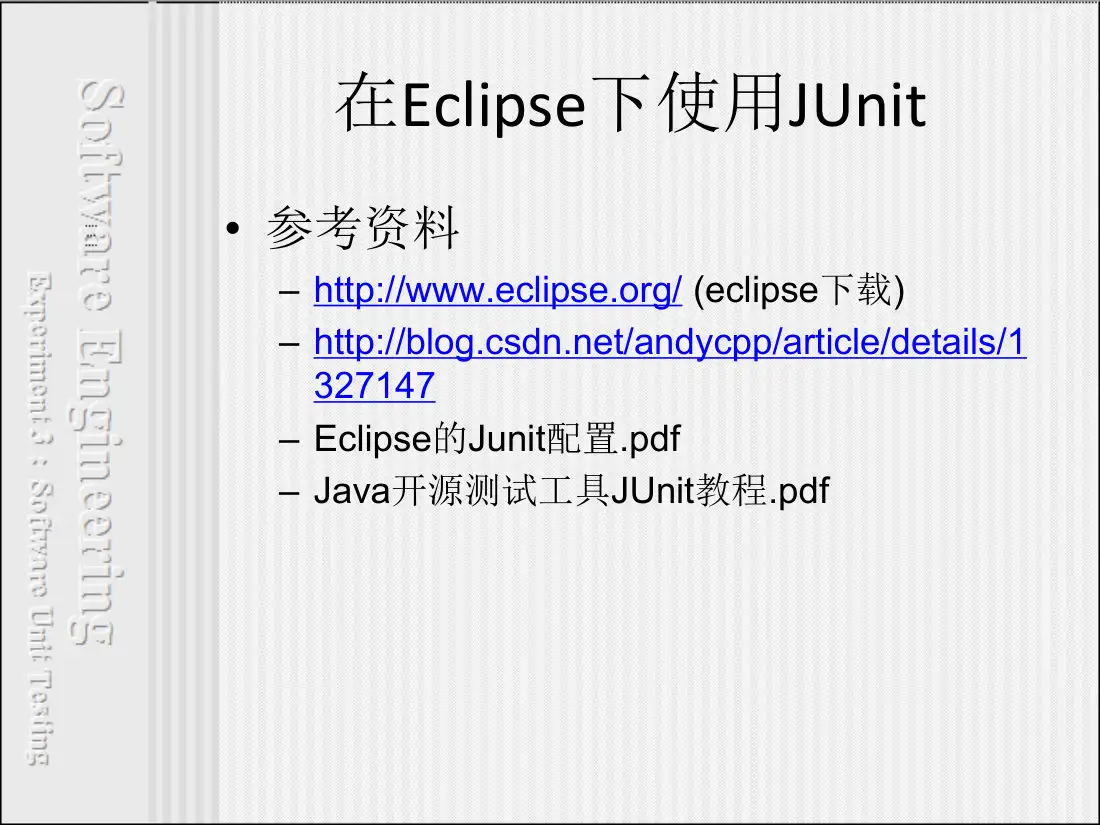 在Eclipse下使用JUnit
• 参考资料
– http://www.eclipse.org/ (eclipse下载)
– http://blog.csdn.net/andycpp/article/details/1
327147
– Eclipse的Junit配置.pdf
– Java开源测试工具JUnit教程.pdf
Software Engineering
Experiment 3 : Software Unit Testing